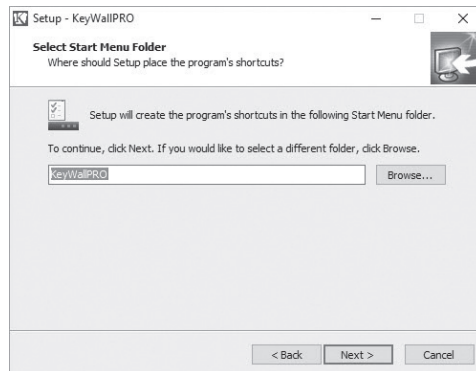 Setup - KeyWallPRO
Select Start Menu Folder
Where should Setup place the program's shortcuts?
Setup will create the program's shortcuts in the following Start Menu folder.
To continue, click Next. If you would like to select a different folder, click Browse.
KeyWallPRO
Browse...
< Back
Next >
Cancel